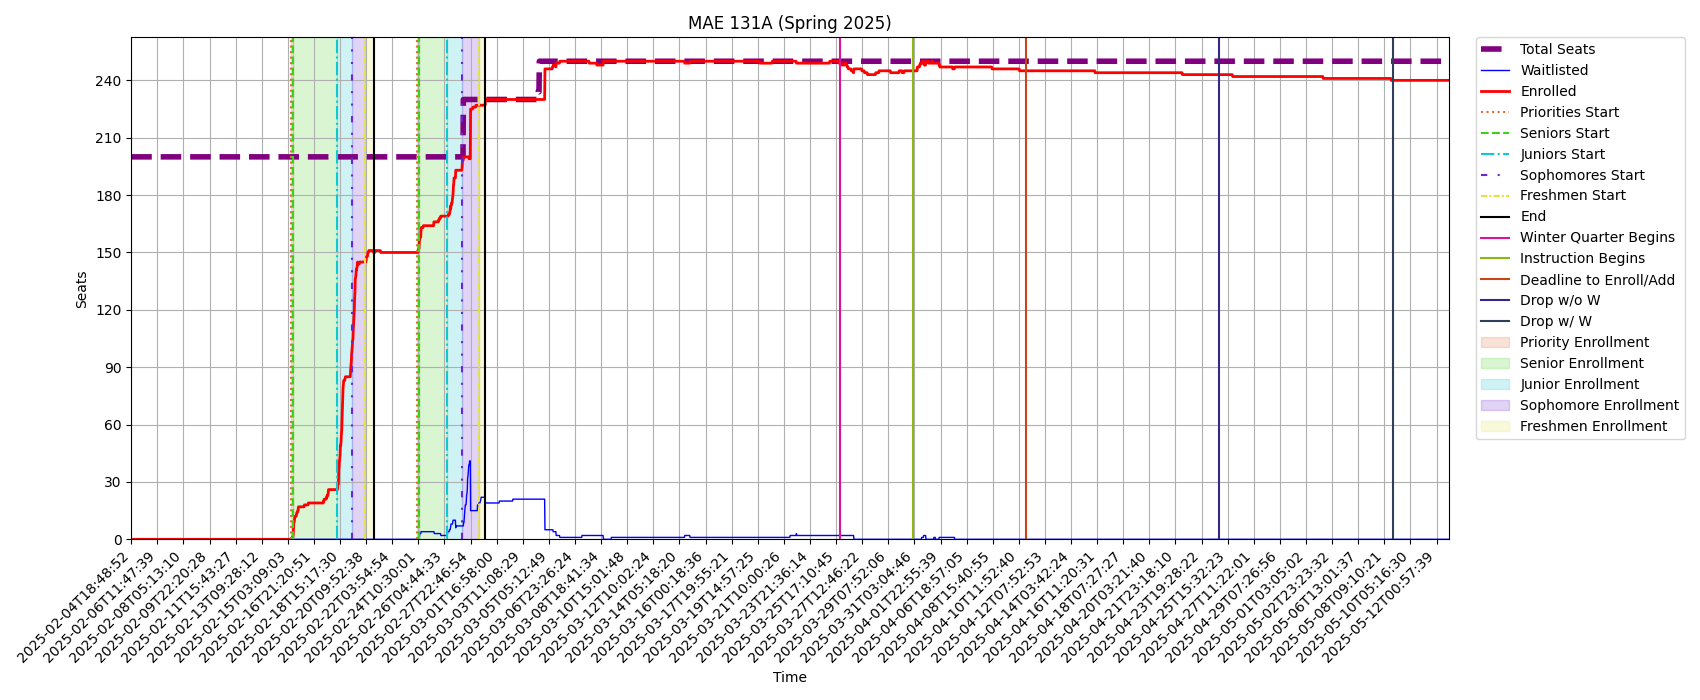 MAE 131A (Spring 2025)
Seats
240
210
180
150
120
90
60
30
0
2025-02-04T18:48:52
2025-02-06T11:47:39
2025-02-08T05:13:10
2025-02-09T22:20:28
2025-02-11T15:43:27
2025-02-13T09:28:12
2025-02-15T03:09:03
2025-02-16T21:20:51
2025-02-18T15:17:30
2025-02-20T09:52:38
2025-02-22T03:54:54
2025-02-24T10:30:01
2025-02-26T04:44:33
2025-02-27T22:46:54
2025-03-01T16:58:00
2025-03-03T11:08:29
2025-03-05T05:12:49
2025-03-06T23:26:24
2025-03-08T18:41:34
2025-03-10T15:01:48
2025-03-12T10:02:24
2025-03-14T05:18:20
2025-03-16T00:18:36
2025-03-17T19:55:21
2025-03-19T14:57:25
2025-03-21T10:00:26
2025-03-23T21:36:14
2025-03-25T17:10:45
2025-03-27T12:46:22
2025-03-29T07:52:06
2025-03-31T03:04:46
2025-04-01T22:55:39
2025-04-06T18:57:05
2025-04-08T15:40:55
2025-04-10T11:52:40
2025-04-12T07:52:53
2025-04-14T03:42:24
2025-04-16T11:20:31
2025-04-18T07:27:27
2025-04-20T03:21:40
2025-04-21T23:18:10
2025-04-23T19:28:22
2025-04-25T15:32:23
2025-04-27T11:22:01
2025-04-29T07:26:56
2025-05-01T03:05:02
2025-05-02T23:23:32
2025-05-06T13:01:37
2025-05-08T09:10:21
2025-05-10T05:16:30
2025-05-12T00:57:39
Time
Total Seats
Waitlisted
Enrolled
Priorities Start
Seniors Start
Juniors Start
Sophomores Start
Freshmen Start
End
Winter Quarter Begins
Instruction Begins
Deadline to Enroll/Add
Drop w/o W
Drop w/ W
Priority Enrollment
Senior Enrollment
Junior Enrollment
Sophomore Enrollment
Freshmen Enrollment